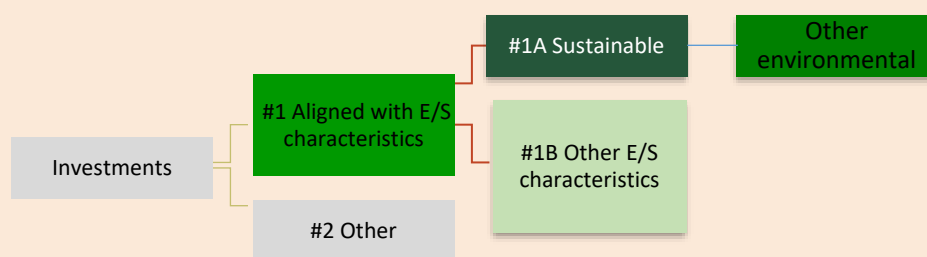 Investments
#1 Aligned with E/S
characteristics
#2 Other
#1A Sustainable
#1B Other E/S
characteristics
Other
environmental